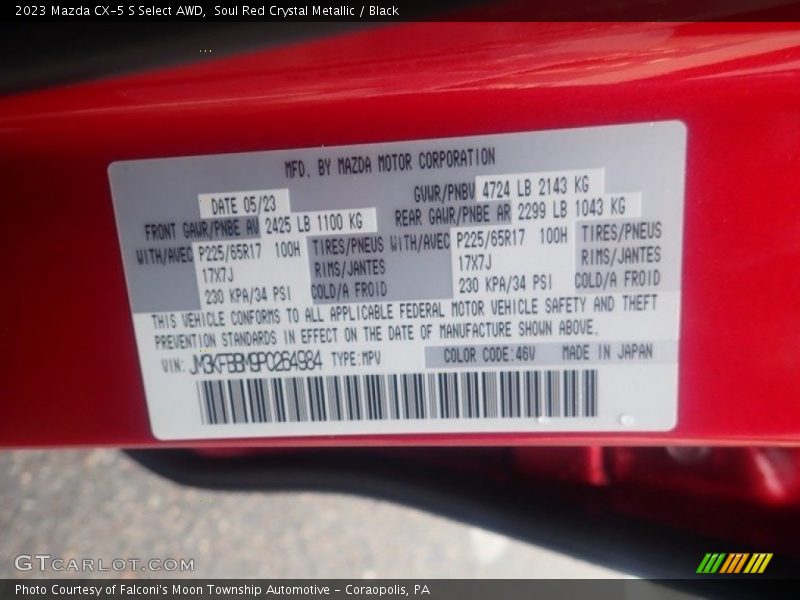 2023 Mazda CX-5 S Select AWD, Soul Red Crystal Metallic / Black
MFD. BY MAZDA MOTOR CORPORATION
DATE 05/23 GVWR/PNBV 4724 LB 2143 KG
FRONT GAWR/PNBE AV 2425 LB 1100 KG REAR GAWR/PNBE AR 2299 LB 1043 KG
WITH/AVEC P225/65R17 100H TIRES/PNEUS WITH/AVEC P225/65R17 100H TIRES/PNEUS
17X7J RIMS/JANTES 17X7J RIMS/JANTES
230 KPA/34 PSI COLD/A FROID 230 KPA/34 PSI COLD/A FROID
THIS VEHICLE CONFORMS TO ALL APPLICABLE FEDERAL MOTOR VEHICLE SAFETY AND THEFT
PREVENTION STANDARDS IN EFFECT ON THE DATE OF MANUFACTURE SHOWN ABOVE.
VIN: JM3KFBBM9P0264984 TYPE:MPV COLOR CODE:46V MADE IN JAPAN
GTCARLOT.COM
Photo Courtesy of Falconi's Moon Township Automotive - Coraopolis, PA